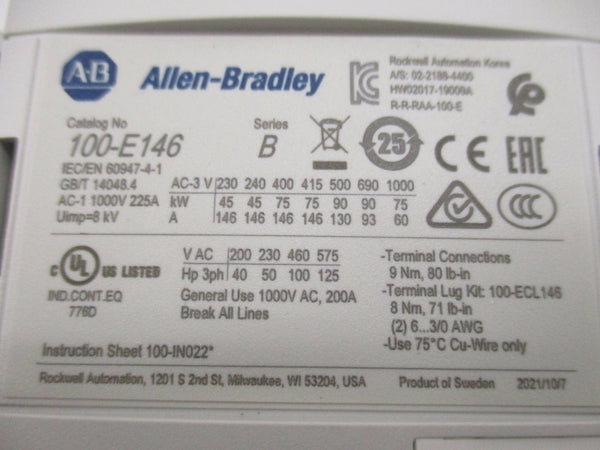 A-B Allen-Bradley
Rockwell Automation Korea
A/S: 02-2188-4400
HW02017-19009A
R-R-RAA-100-E
Catalog No
Series
100-E146
B
25
CE
EAC
CCC
IEC/EN 60947-4-1
GB/T 14048.4
AC-1 1000V 225A
Uimp=8 kV
AC-3 V 230 240 400 415 500 690 1000
kW 45 45 75 75 90 90 75
A 146 146 146 146 130 93 60
C UL US LISTED
IND.CONT.EQ
776D
V AC 200 230 460 575
Hp 3ph 40 50 100 125
General Use 1000V AC, 200A
Break All Lines
-Terminal Connections
9 Nm, 80 lb-in
-Terminal Lug Kit: 100-ECL146
8 Nm, 71 lb-in
(2) 6...3/0 AWG
-Use 75°C Cu-Wire only
Instruction Sheet 100-IN022*
Rockwell Automation, 1201 S 2nd St, Milwaukee, WI 53204, USA
Product of Sweden
2021/10/7